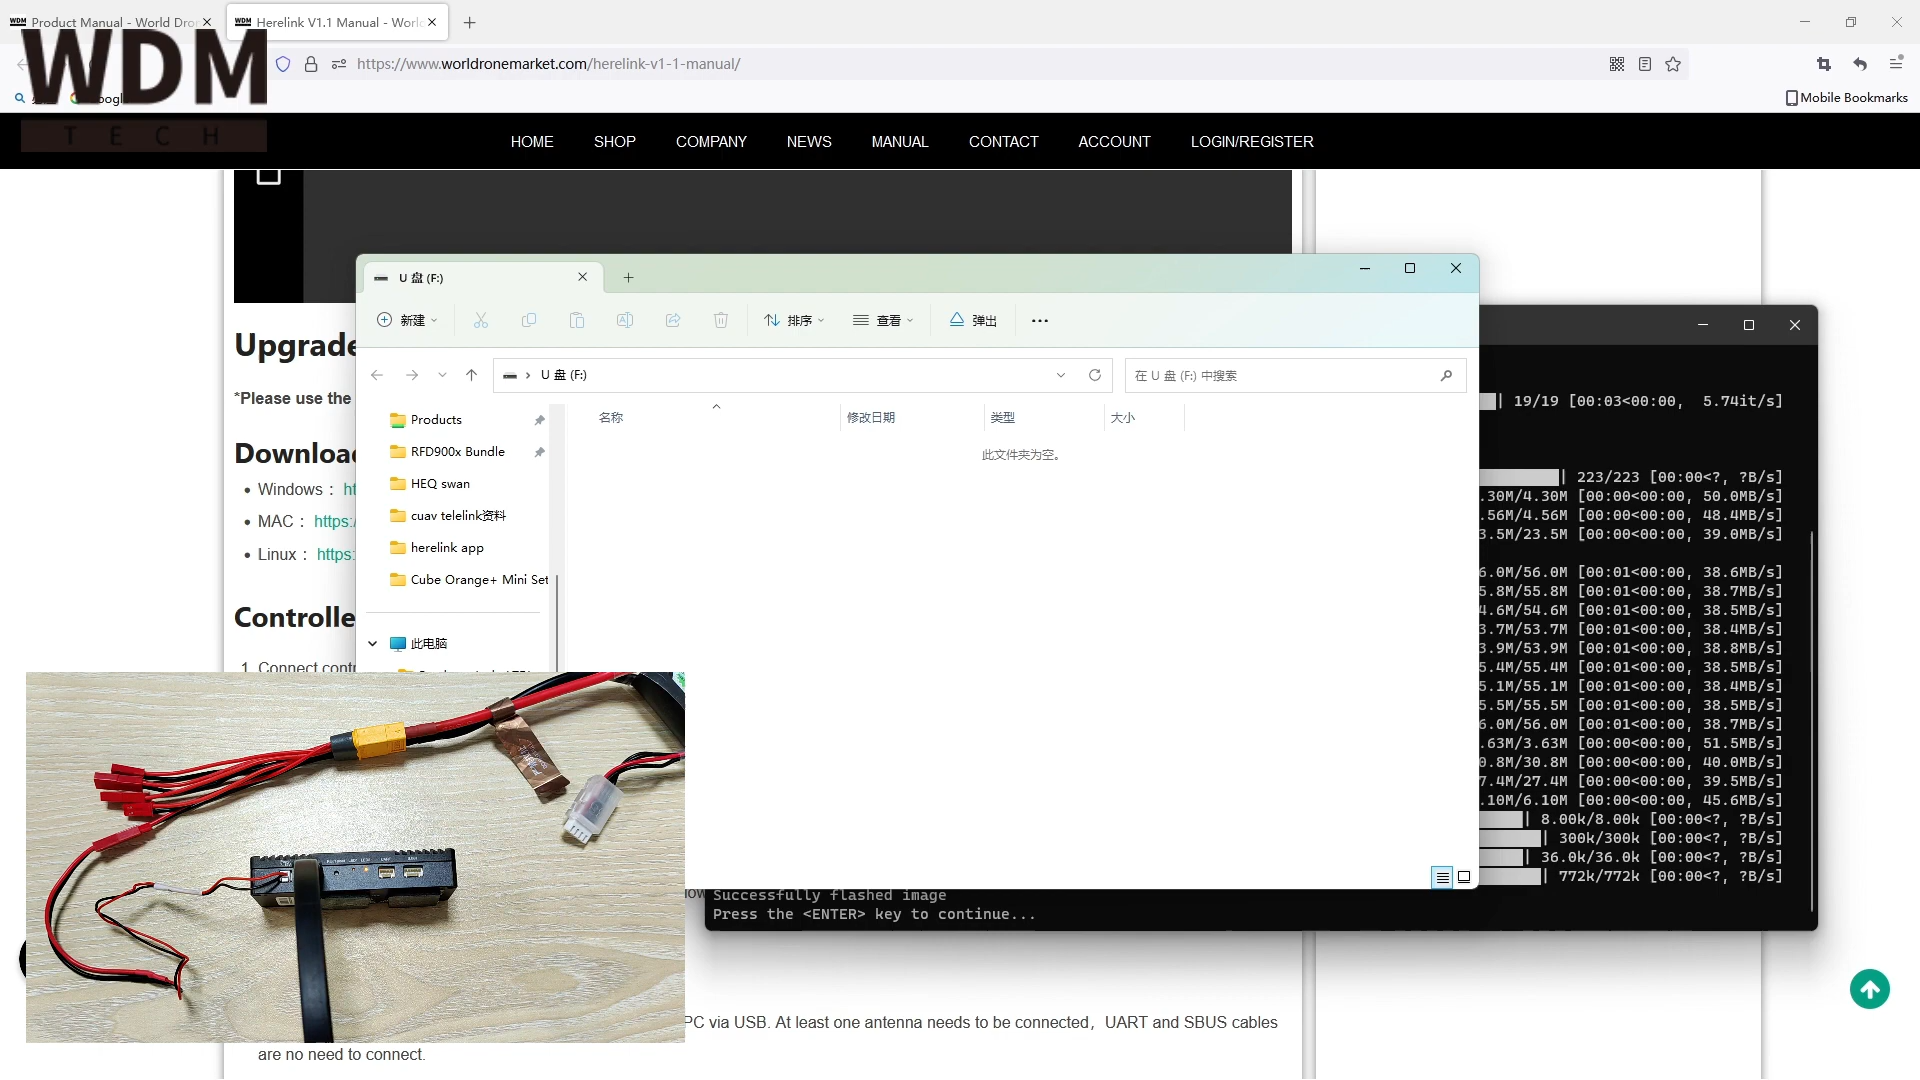 Product Manual - World Dro
Herelink V1.1 Manual - Worl
WDM
TECH
https://www.worldronemarket.com/herelink-v1-1-manual/
Mobile Bookmarks
HOME
SHOP
COMPANY
NEWS
MANUAL
CONTACT
ACCOUNT
LOGIN/REGISTER
U 盘 (F:)
新建
排序
查看
弹出
U 盘 (F:)
在 U 盘 (F:) 中搜索
名称
修改日期
类型
大小
此文件夹为空。
Products
RFD900x Bundle
HEQ swan
cuav telelink资料
herelink app
Cube Orange+ Mini Set
此电脑
Upgrade
*Please use the
Download
Windows： ht
MAC： https:/
Linux： https:
Controlle
1. Connect contr
| 19/19 [00:03<00:00,  5.74it/s]
| 223/223 [00:00<?, ?B/s]
.30M/4.30M [00:00<00:00, 50.0MB/s]
.56M/4.56M [00:00<00:00, 48.4MB/s]
3.5M/23.5M [00:00<00:00, 39.0MB/s]
6.0M/56.0M [00:01<00:00, 38.6MB/s]
5.8M/55.8M [00:01<00:00, 38.7MB/s]
4.6M/54.6M [00:01<00:00, 38.5MB/s]
3.7M/53.7M [00:01<00:00, 38.4MB/s]
3.9M/53.9M [00:01<00:00, 38.8MB/s]
5.4M/55.4M [00:01<00:00, 38.5MB/s]
5.1M/55.1M [00:01<00:00, 38.4MB/s]
5.5M/55.5M [00:01<00:00, 38.5MB/s]
6.0M/56.0M [00:01<00:00, 38.7MB/s]
.63M/3.63M [00:00<00:00, 51.5MB/s]
0.8M/30.8M [00:00<00:00, 40.0MB/s]
7.4M/27.4M [00:00<00:00, 39.5MB/s]
.10M/6.10M [00:00<00:00, 45.6MB/s]
| 8.00k/8.00k [00:00<?, ?B/s]
| 300k/300k [00:00<?, ?B/s]
| 36.0k/36.0k [00:00<?, ?B/s]
| 772k/772k [00:00<?, ?B/s]
Successfully flashed image
Press the <ENTER> key to continue...
PC via USB. At least one antenna needs to be connected，UART and SBUS cables
are no need to connect.